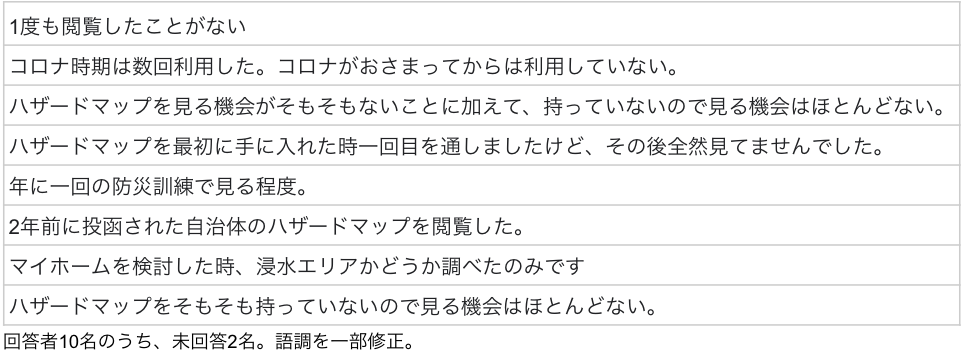 1度も閲覧したことがない
コロナ時期は数回利用した。コロナがおさまってからは利用していない。
ハザードマップを見る機会がそもそもないことに加えて、持っていないので見る機会はほとんどない。
ハザードマップを最初に手に入れた時一回目を通しましたけど、その後全然見てませんでした。
年に一回の防災訓練で見る程度。
2年前に投函された自治体のハザードマップを閲覧した。
マイホームを検討した時、浸水エリアかどうか調べたのみです
ハザードマップをそもそも持っていないので見る機会はほとんどない。
回答者10名のうち、未回答2名。語調を一部修正。